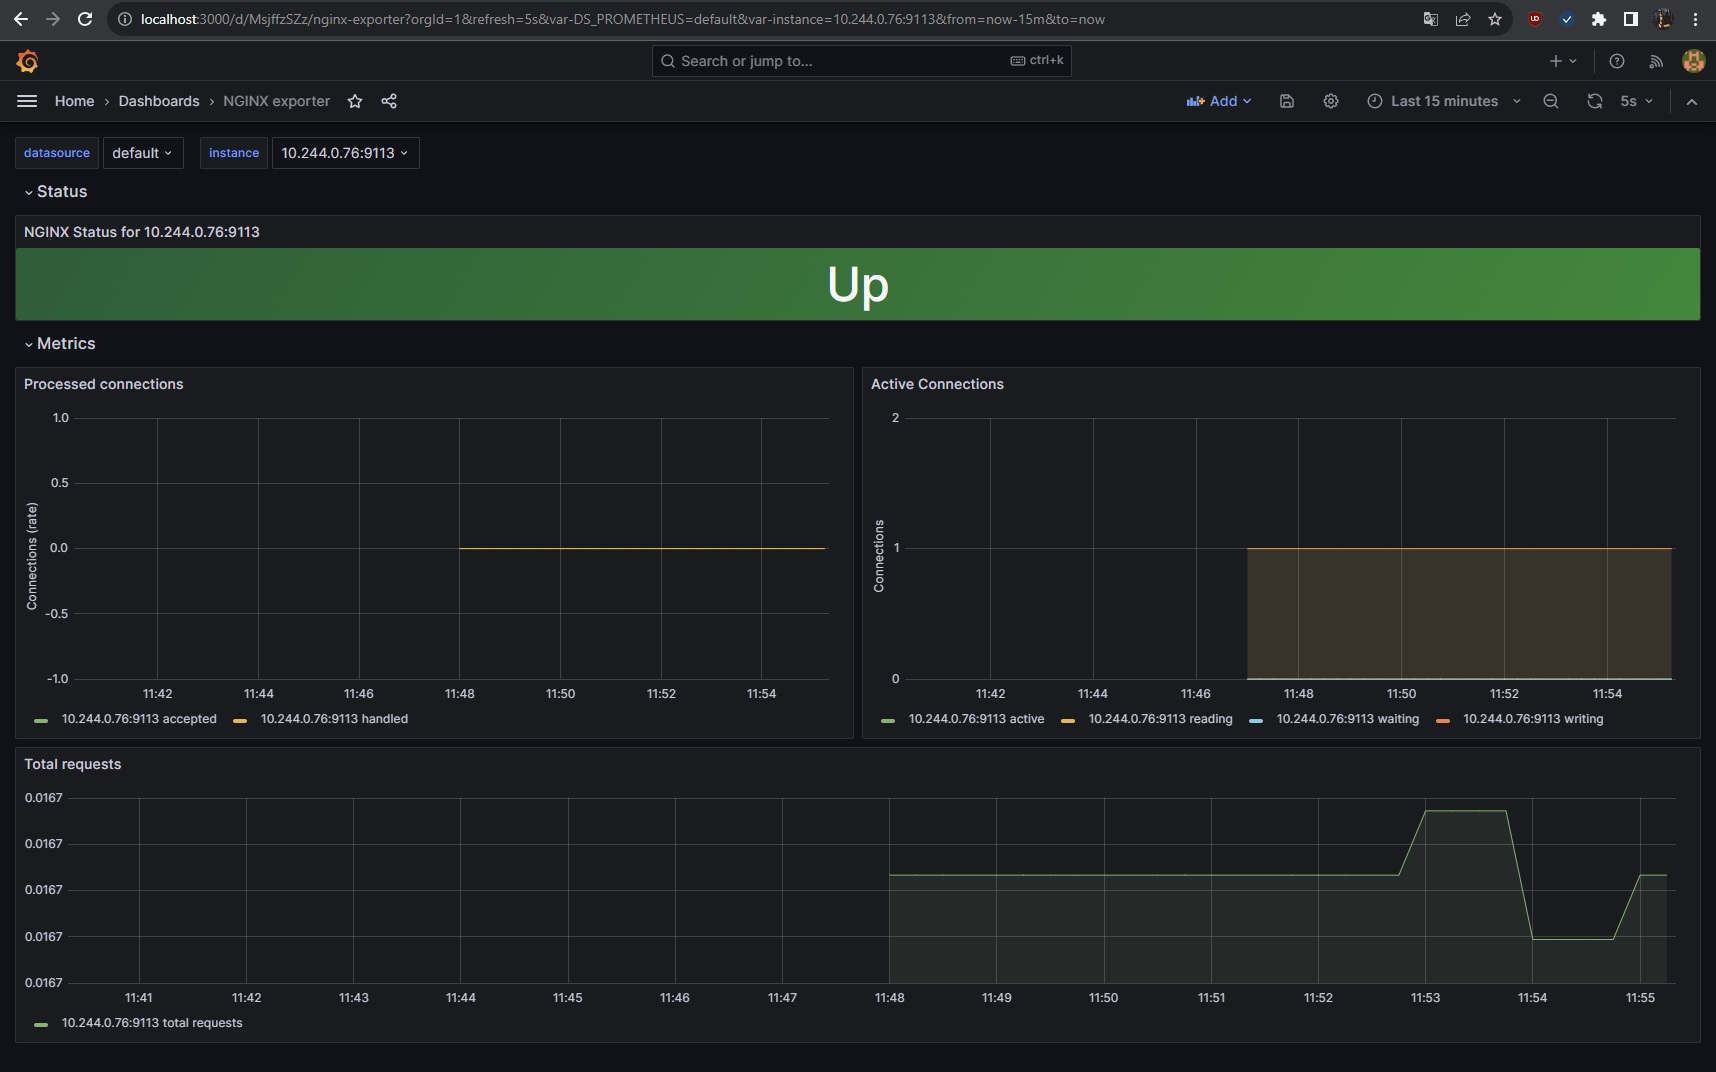 localhost:3000/d/MsjffzSZz/nginx-exporter?orgId=1&refresh=5s&var-DS_PROMETHEUS=default&var-instance=10.244.0.76:9113&from=now-15m&to=now
Search or jump to... ctrl+k
Home › Dashboards › NGINX exporter Add Last 15 minutes 5s
datasource default instance 10.244.0.76:9113
Status
NGINX Status for 10.244.0.76:9113
Up
Metrics
Processed connections
1.0
0.5
0.0
-0.5
-1.0
Connections (rate)
11:42 11:44 11:46 11:48 11:50 11:52 11:54
10.244.0.76:9113 accepted 10.244.0.76:9113 handled
Active Connections
2
1
0
Connections
11:42 11:44 11:46 11:48 11:50 11:52 11:54
10.244.0.76:9113 active 10.244.0.76:9113 reading 10.244.0.76:9113 waiting 10.244.0.76:9113 writing
Total requests
0.0167
0.0167
0.0167
0.0167
0.0167
11:41 11:42 11:43 11:44 11:45 11:46 11:47 11:48 11:49 11:50 11:51 11:52 11:53 11:54 11:55
10.244.0.76:9113 total requests